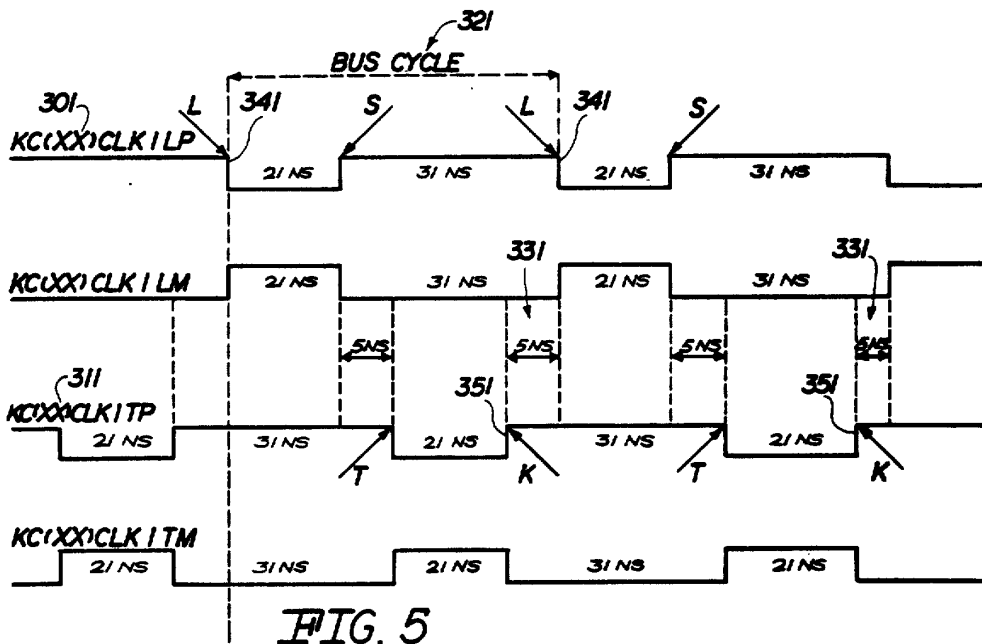 321
BUS CYCLE
301
L 341 S L 341 S
KC(XX)CLK1LP
21 NS 31 NS 21 NS 31 NS
331 331
KC(XX)CLK1LM
21 NS 31 NS 21 NS 31 NS
5NS 5NS 5NS 5NS
311
351 351
KC(XX)CLK1TP
21 NS 31 NS 21 NS 31 NS 21 NS
T K T K
KC(XX)CLK1TM
21 NS 31 NS 21 NS 31 NS 21 NS
FIG. 5